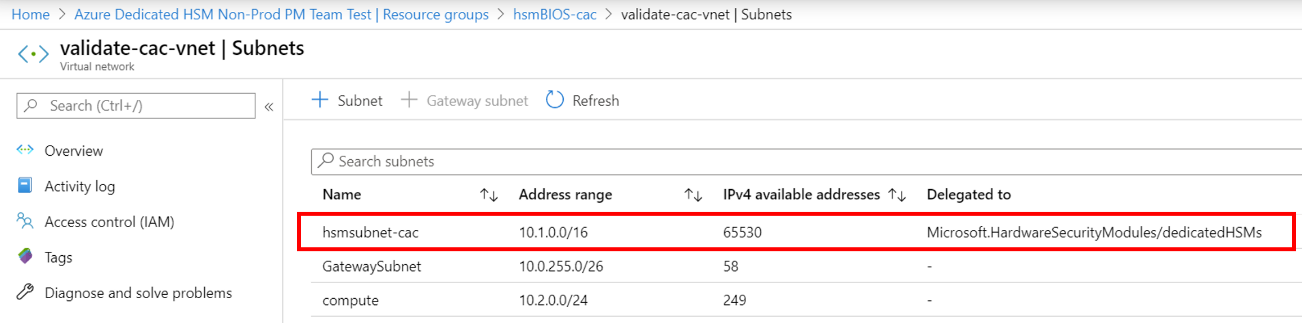 Home > Azure Dedicated HSM Non-Prod PM Team Test | Resource groups > hsmBIOS-cac > validate-cac-vnet | Subnets
validate-cac-vnet | Subnets
Virtual network
Search (Ctrl+/) «
+ Subnet + Gateway subnet Refresh
Overview
Activity log
Access control (IAM)
Tags
Diagnose and solve problems
Search subnets
Name ↑↓ Address range ↑↓ IPv4 available addresses ↑↓ Delegated to
hsmsubnet-cac 10.1.0.0/16 65530 Microsoft.HardwareSecurityModules/dedicatedHSMs
GatewaySubnet 10.0.255.0/26 58 -
compute 10.2.0.0/24 249 -